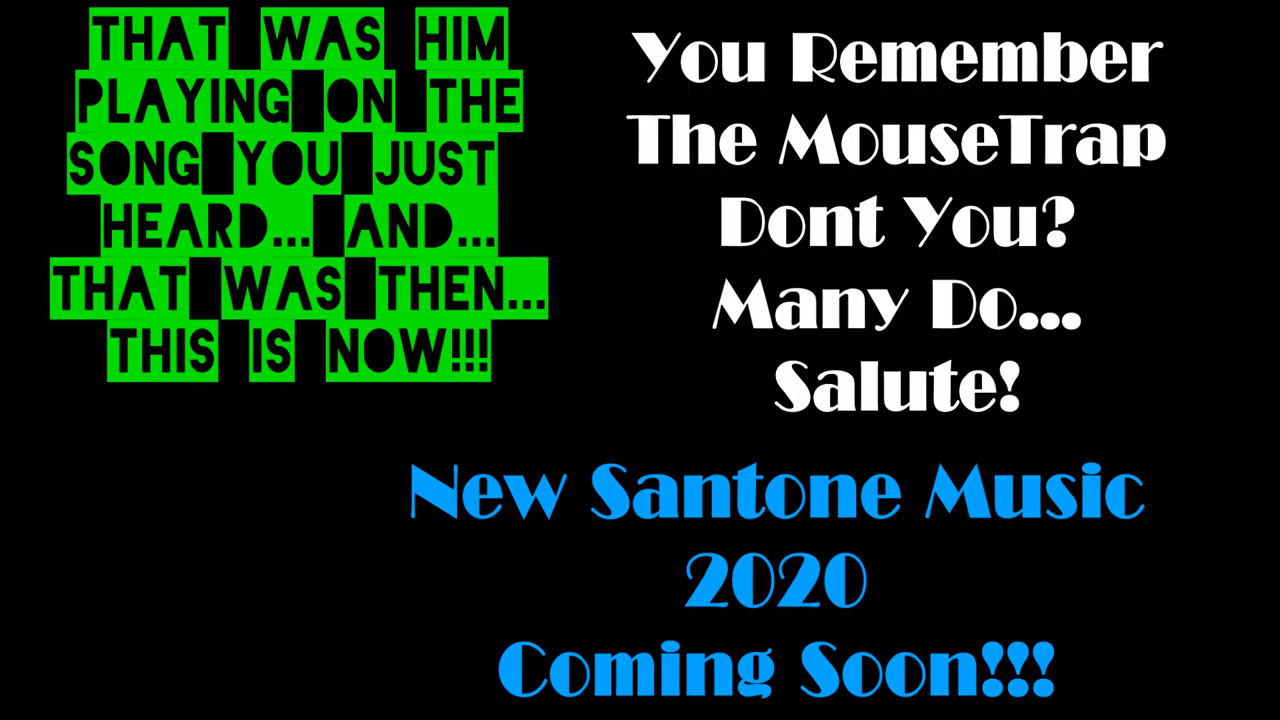 THAT WAS HIM
PLAYING ON THE
SONG YOU JUST
HEARD... AND...
THAT WAS THEN...
THIS IS NOW!!!
You Remember
The MouseTrap
Dont You?
Many Do...
Salute!
New Santone Music
2020
Coming Soon!!!